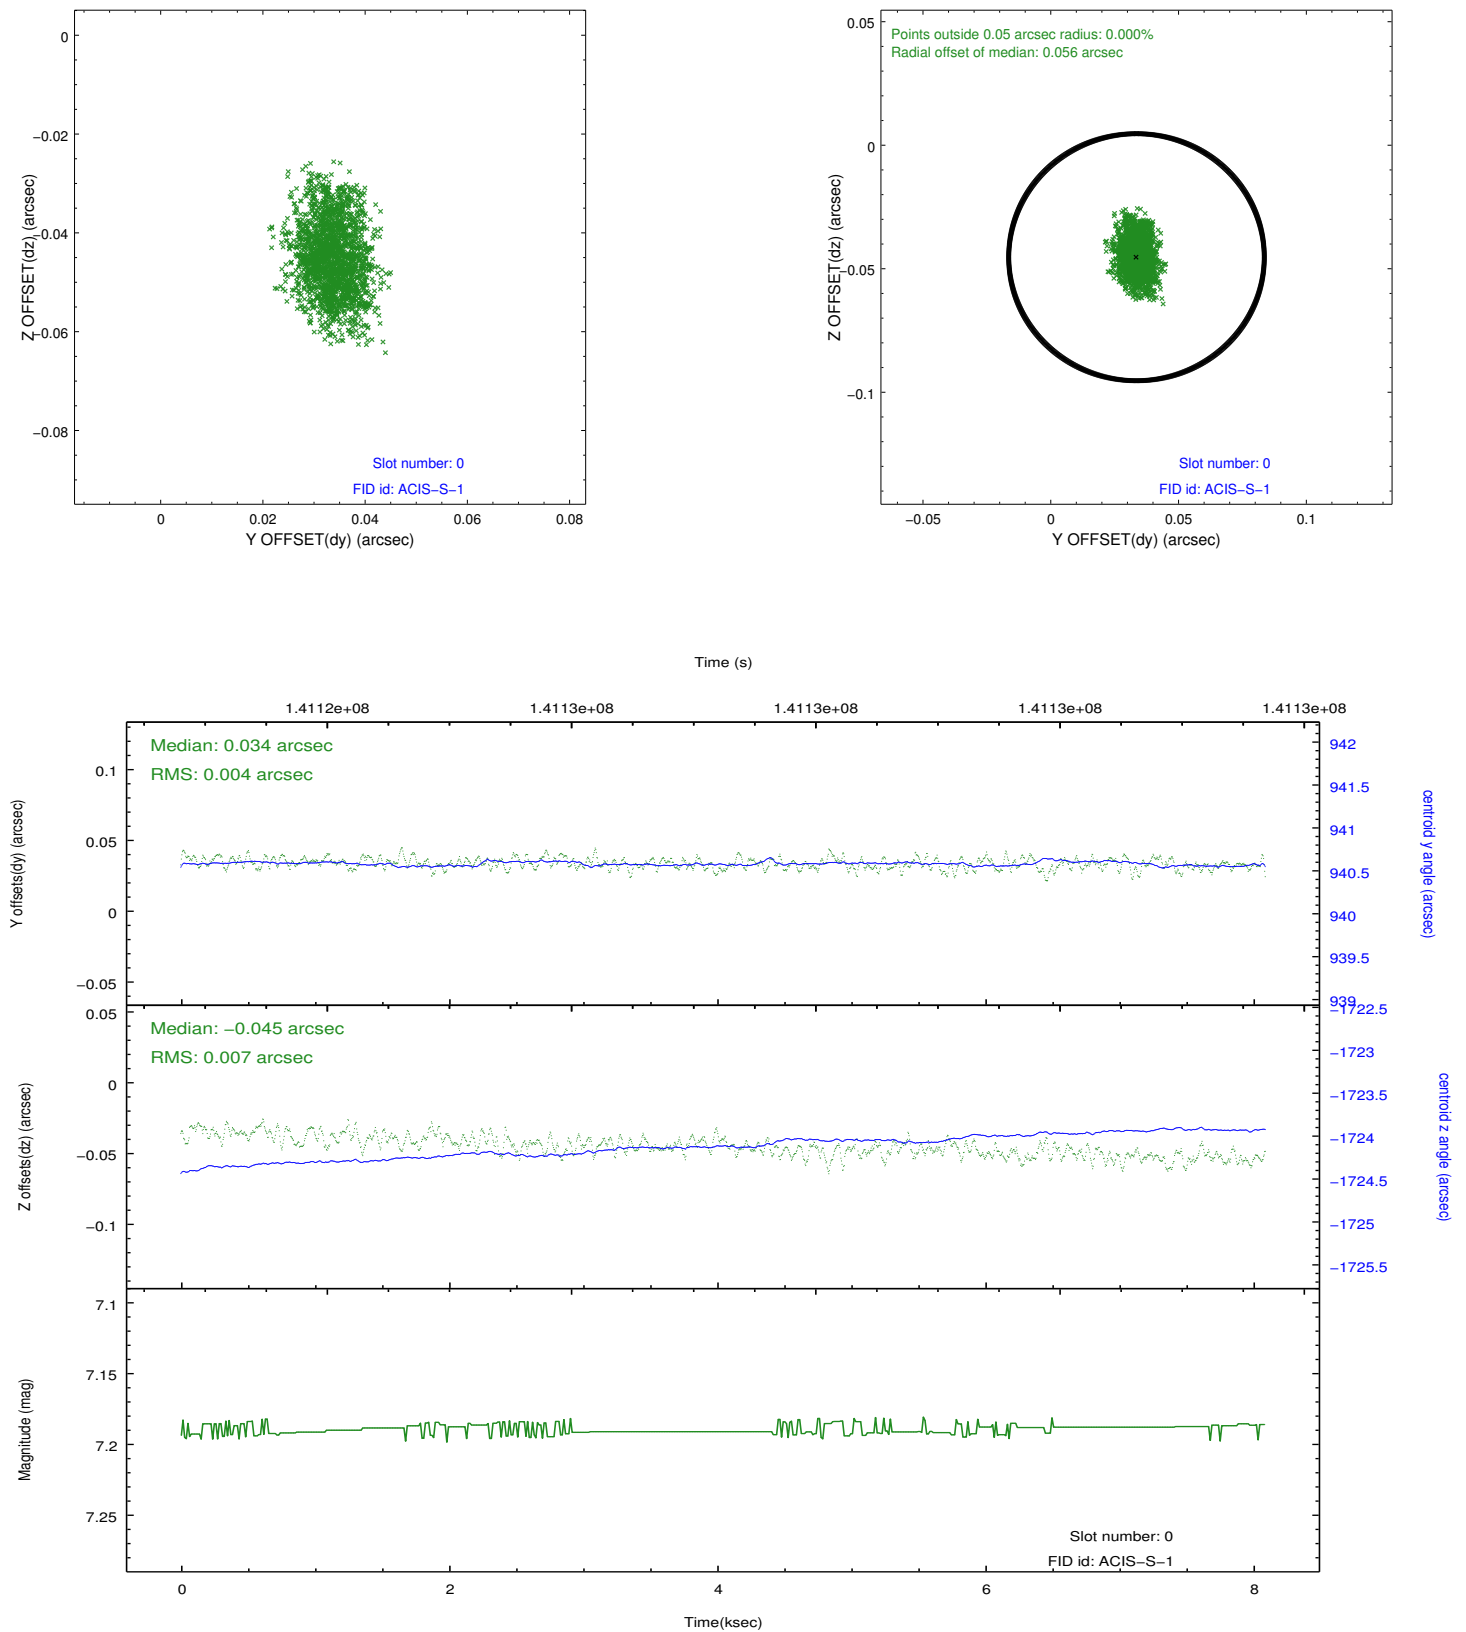 0
−0.02
−0.04
−0.06
−0.08
Z OFFSET(dz) (arcsec)
Slot number: 0
FID id: ACIS−S−1
0
0.02
0.04
0.06
0.08
Y OFFSET(dy) (arcsec)
Points outside 0.05 arcsec radius: 0.000%
Radial offset of median: 0.056 arcsec
0.05
0
−0.05
−0.1
Z OFFSET(dz) (arcsec)
Slot number: 0
FID id: ACIS−S−1
−0.05
0
0.05
0.1
Y OFFSET(dy) (arcsec)
Time (s)
1.4112e+08
1.4113e+08
1.4113e+08
1.4113e+08
1.4113e+08
Median: 0.034 arcsec
RMS: 0.004 arcsec
0.1
0.05
0
−0.05
Y offsets(dy) (arcsec)
942
941.5
941
940.5
940
939.5
939
centroid y angle (arcsec)
Median: −0.045 arcsec
RMS: 0.007 arcsec
0.05
0
−0.05
−0.1
Z offsets(dz) (arcsec)
−1722.5
−1723
−1723.5
−1724
−1724.5
−1725
−1725.5
centroid z angle (arcsec)
7.1
7.15
7.2
7.25
Magnitude (mag)
Slot number: 0
FID id: ACIS−S−1
0
2
4
6
8
Time(ksec)